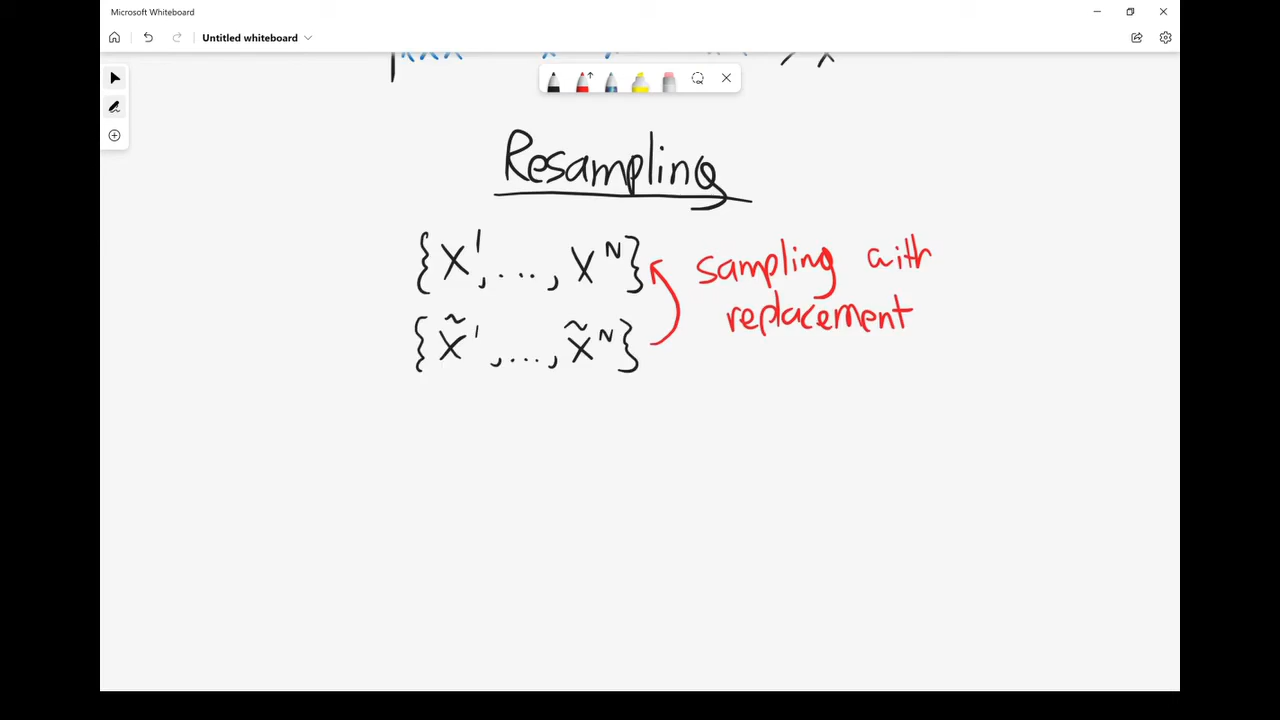 Microsoft Whiteboard
Untitled whiteboard
Resampling
{X¹, ..., Xᴺ}
sampling with
replacement
{X̃¹, ..., X̃ᴺ}